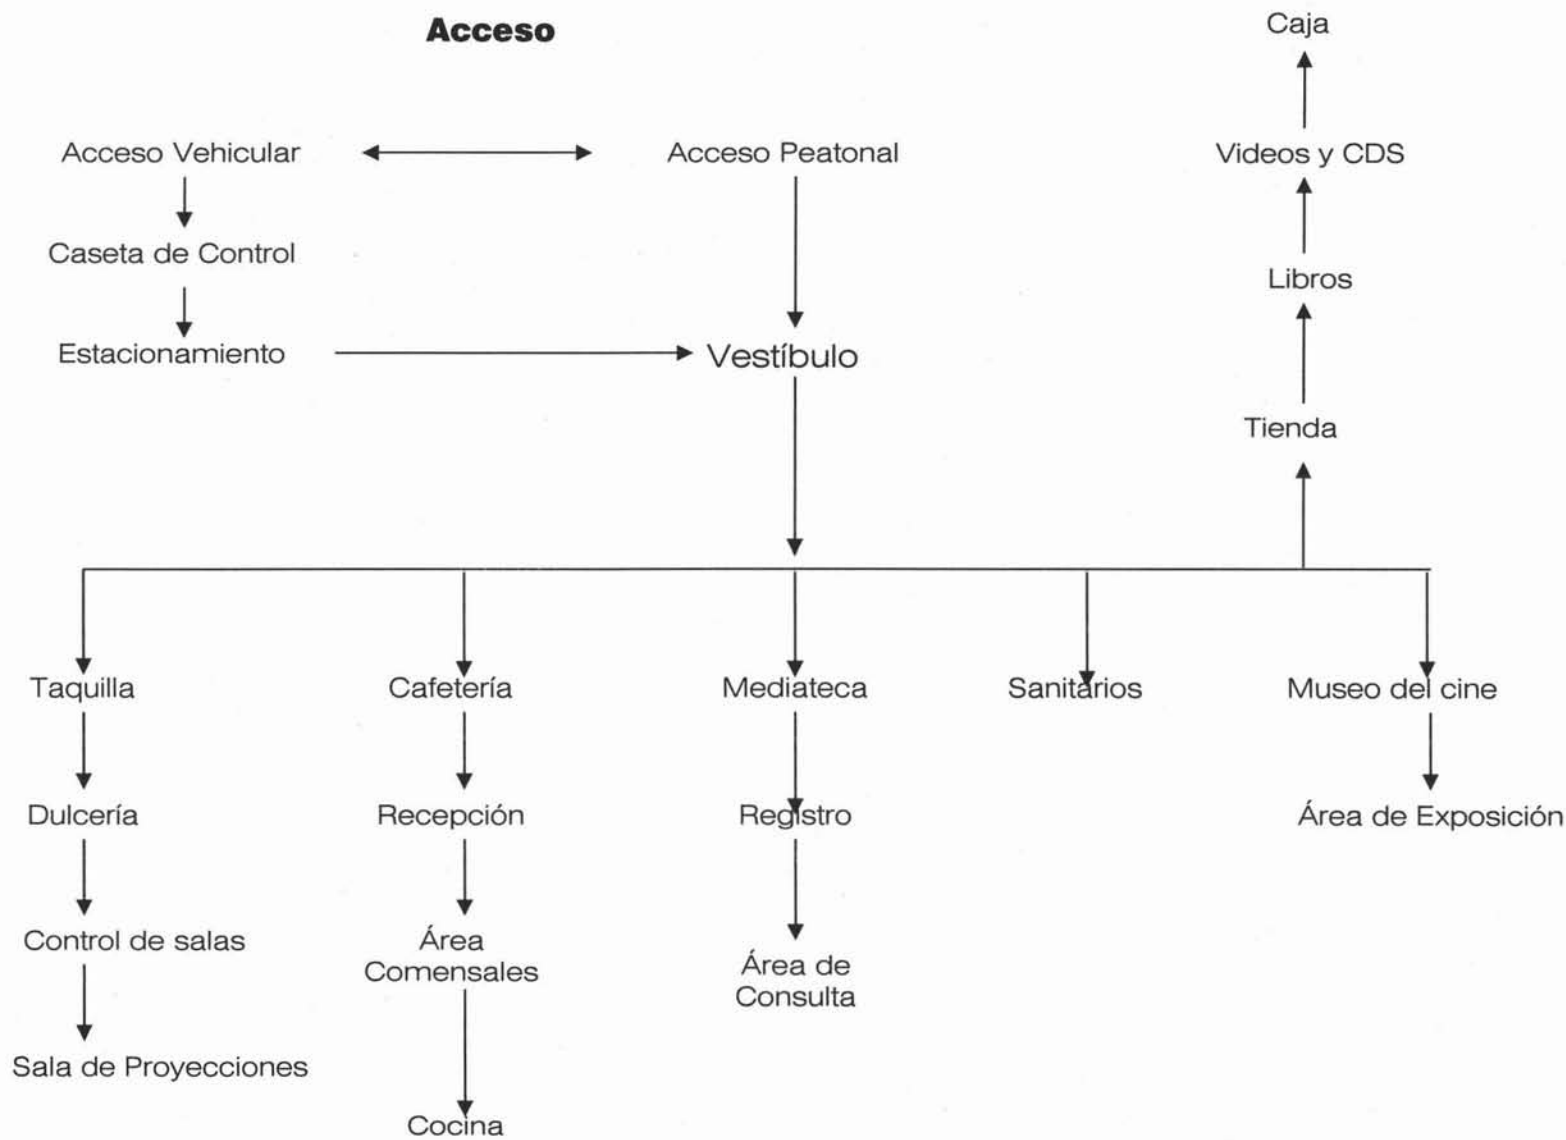 Acceso
Caja
Acceso Vehicular
Acceso Peatonal
Videos y CDS
Caseta de Control
Libros
Estacionamiento
Vestíbulo
Tienda
Taquilla
Cafetería
Mediateca
Sanitarios
Museo del cine
Dulcería
Recepción
Registro
Área de Exposición
Control de salas
Área
Comensales
Área de
Consulta
Sala de Proyecciones
Cocina